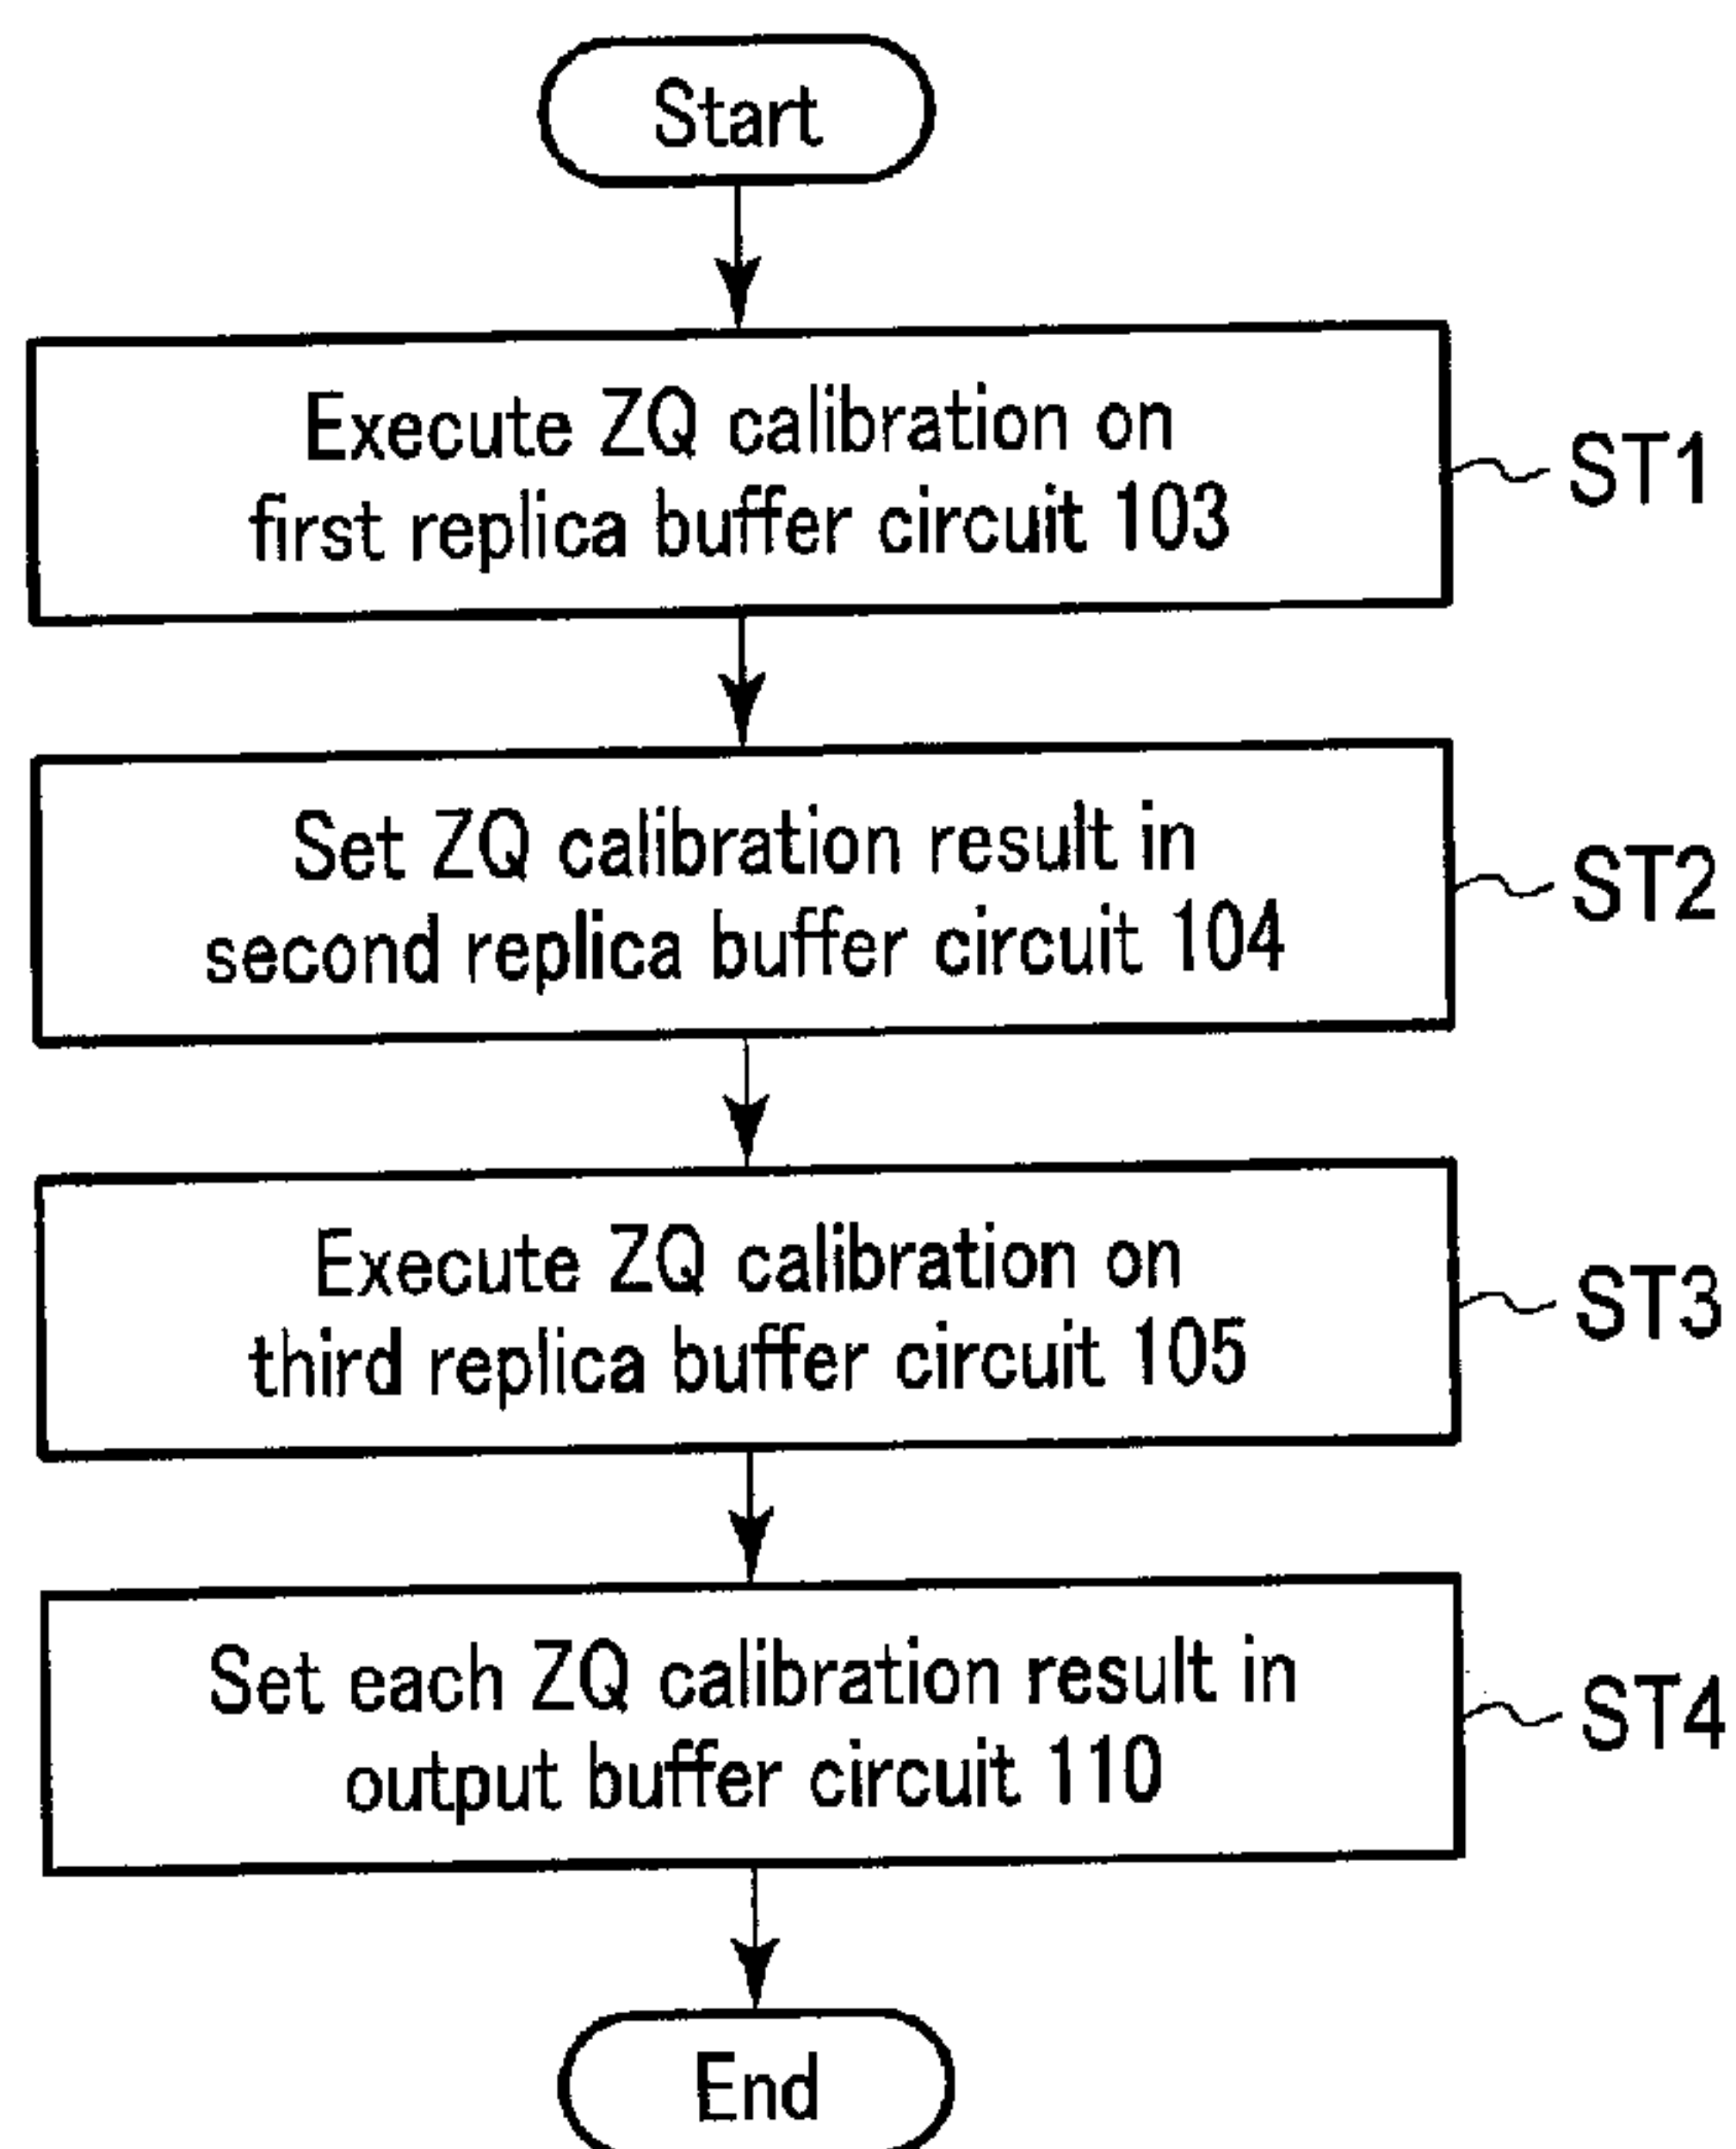 Start
Execute ZQ calibration on
first replica buffer circuit 103
ST1
Set ZQ calibration result in
second replica buffer circuit 104
ST2
Execute ZQ calibration on
third replica buffer circuit 105
ST3
Set each ZQ calibration result in
output buffer circuit 110
ST4
End